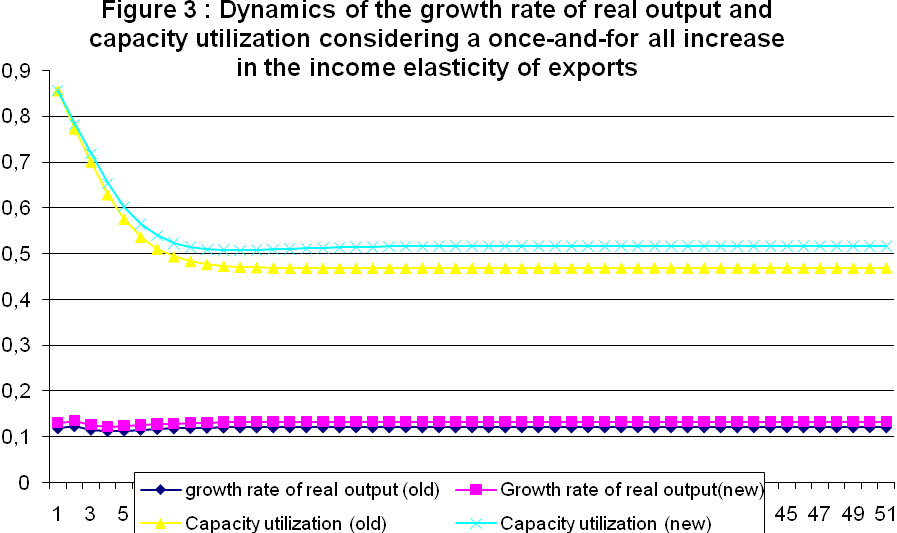 Figure 3 : Dynamics of the growth rate of real output and
capacity utilization considering a once-and-for all increase
in the income elasticity of exports
0,9
0,8
0,7
0,6
0,5
0,4
0,3
0,2
0,1
0
growth rate of real output (old) Growth rate of real output(new)
1 3 5 45 47 49 51
Capacity utilization (old) Capacity utilization (new)